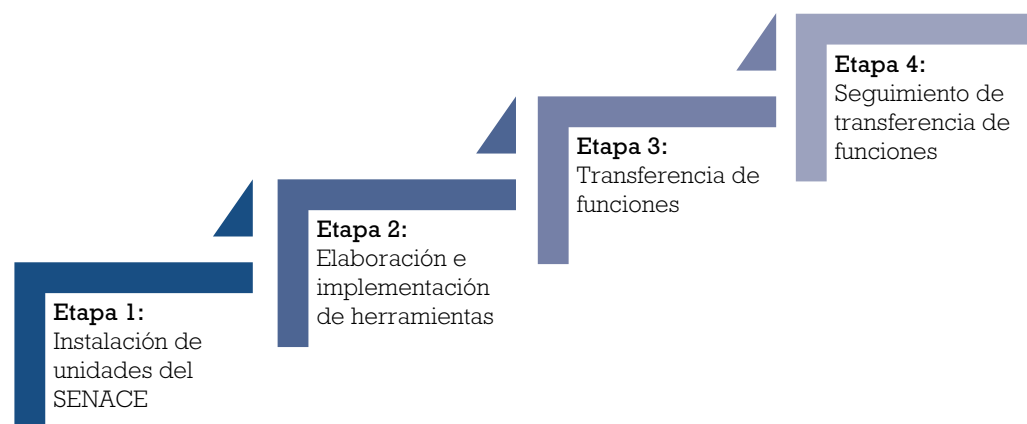 Etapa 1:
Instalación de
unidades del
SENACE
Etapa 2:
Elaboración e
implementación
de herramientas
Etapa 3:
Transferencia de
funciones
Etapa 4:
Seguimiento de
transferencia de
funciones